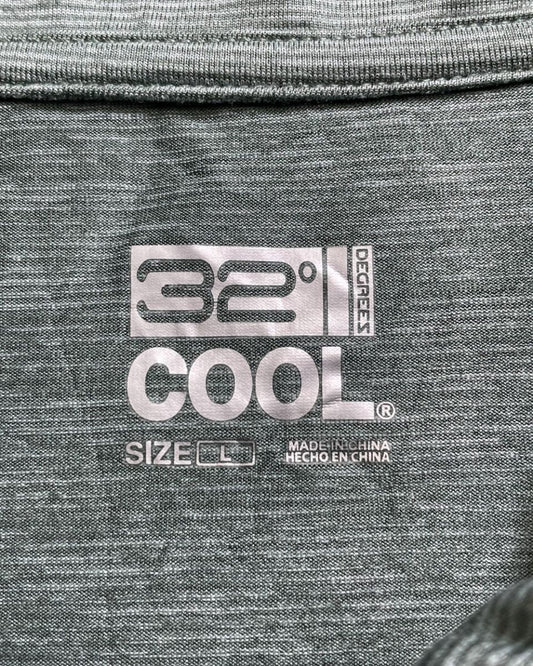 32° DEGREES
COOL®
SIZE L
MADE IN CHINA
HECHO EN CHINA